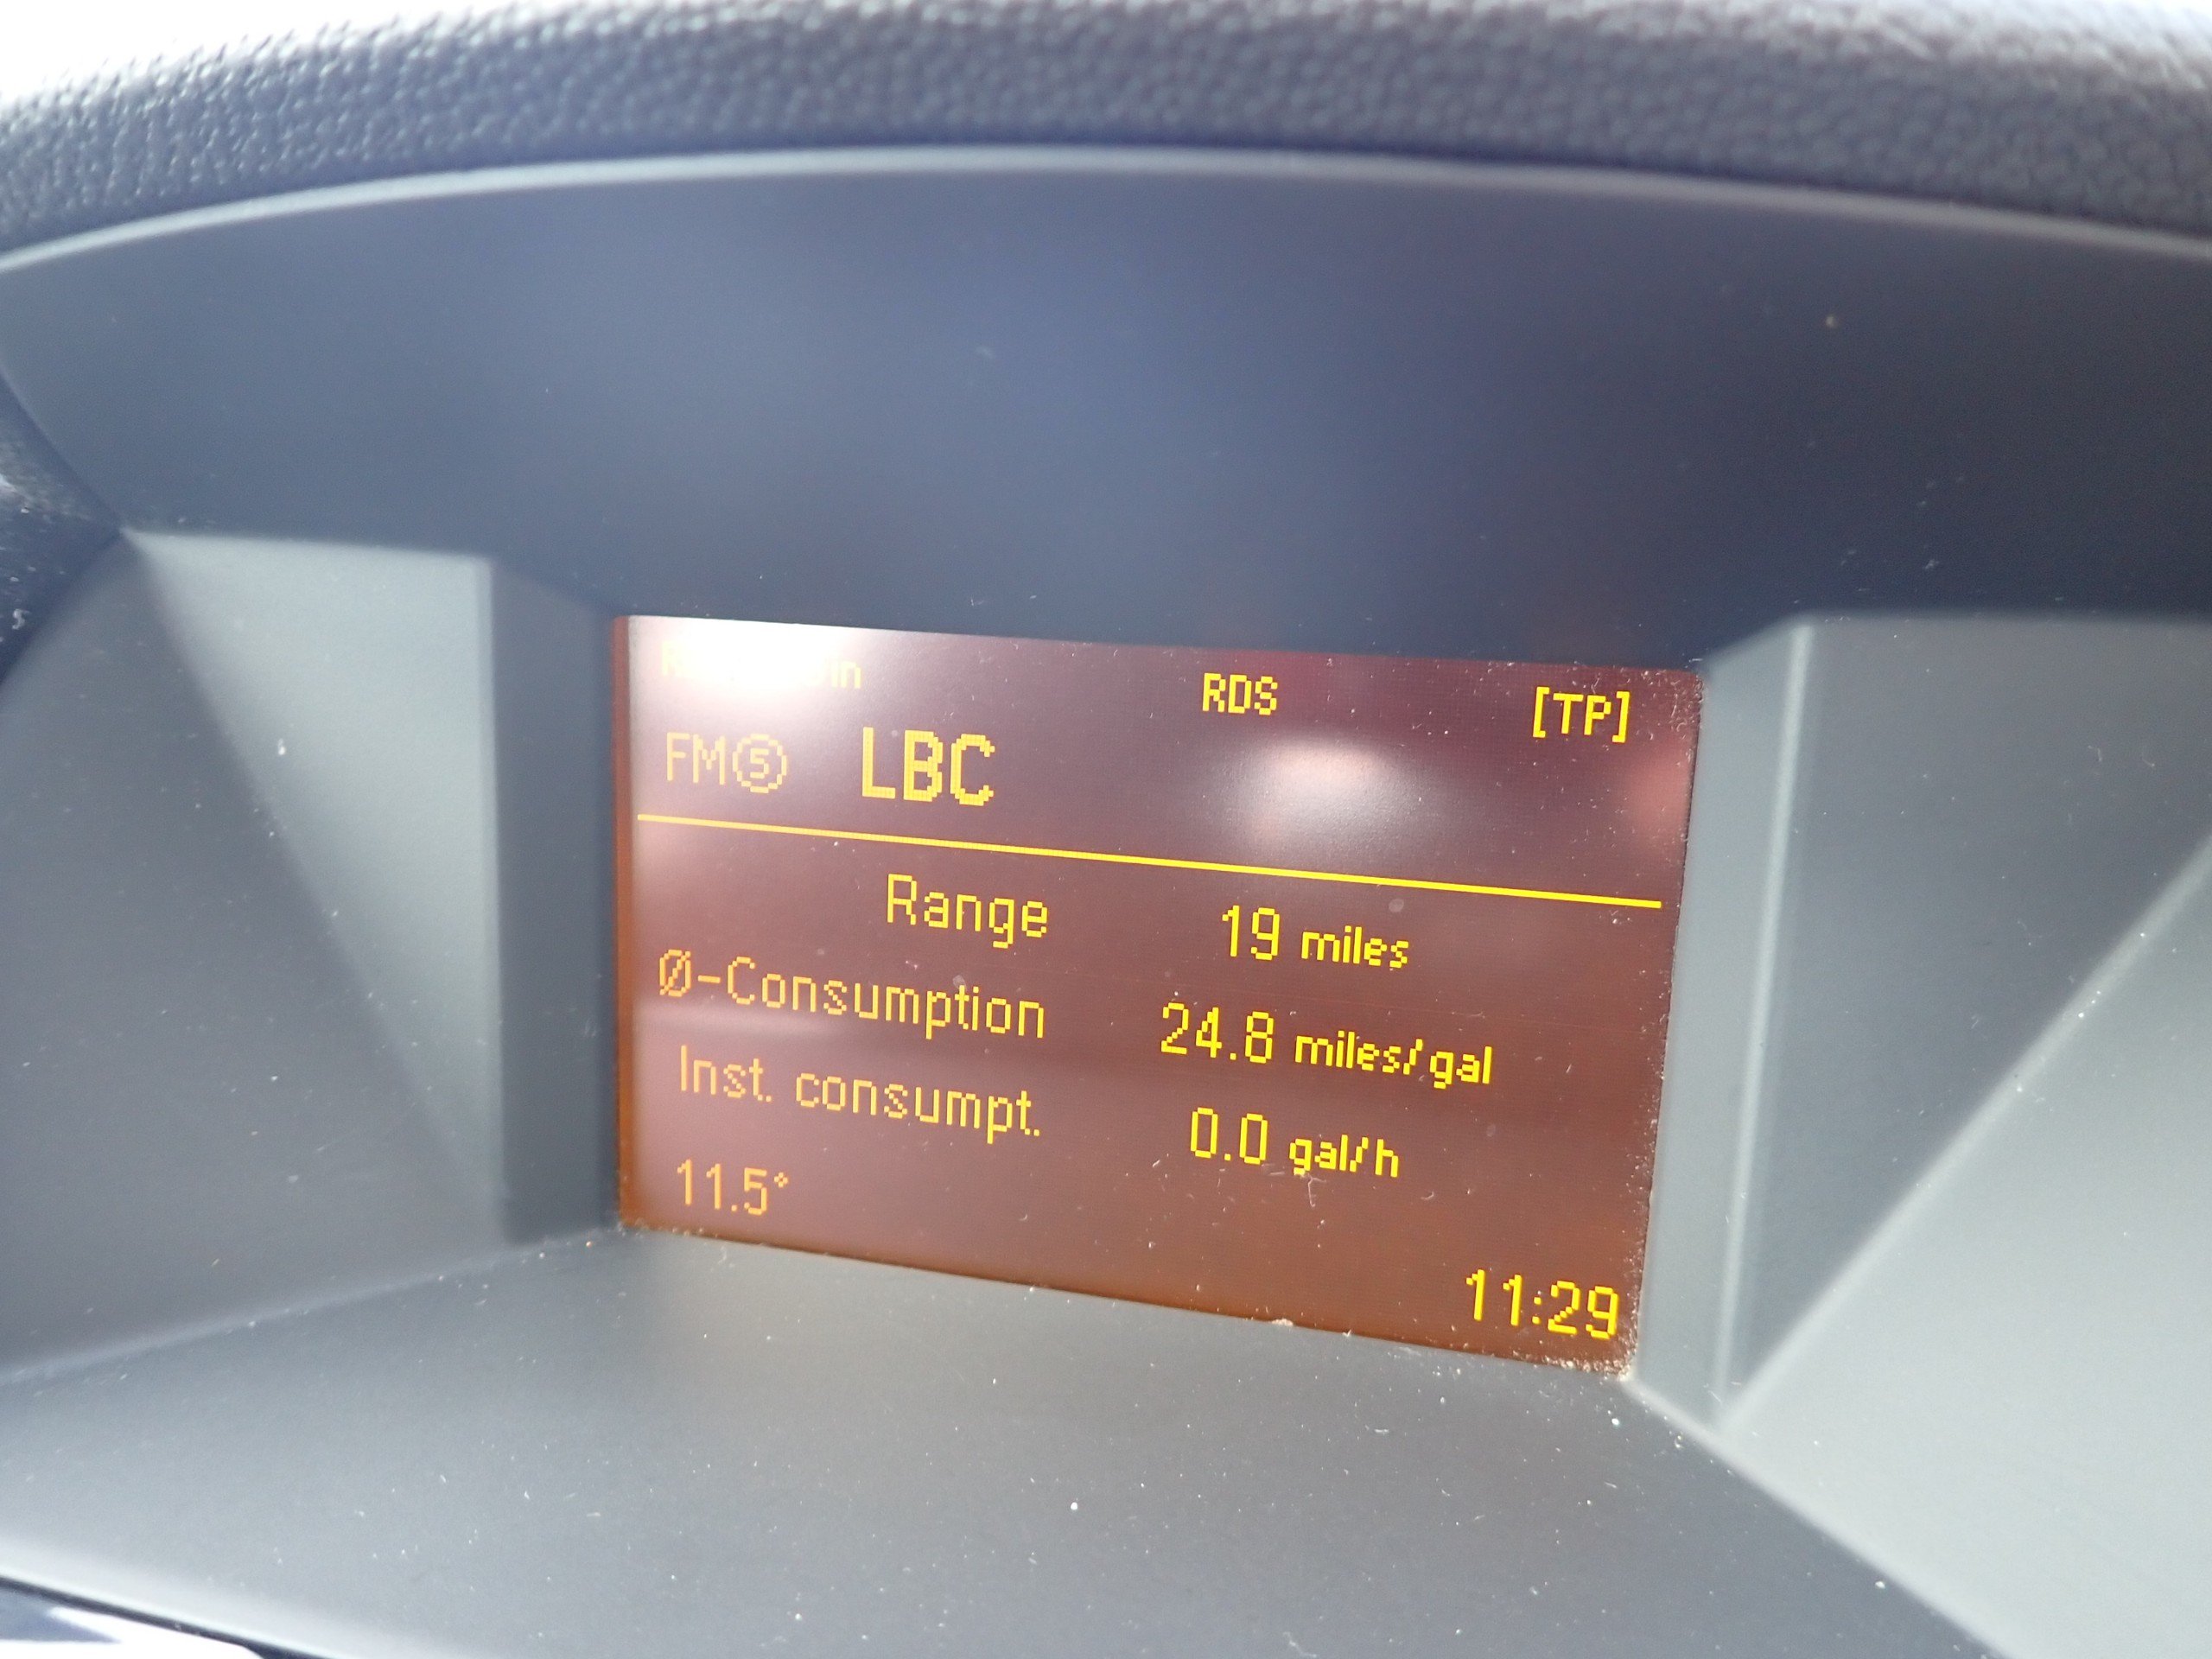 RDS [TP]
FM⑤ LBC
Range 19 miles
Ø-Consumption 24.8 miles/gal
Inst. consumpt. 0.0 gal/h
11.5°
11:29